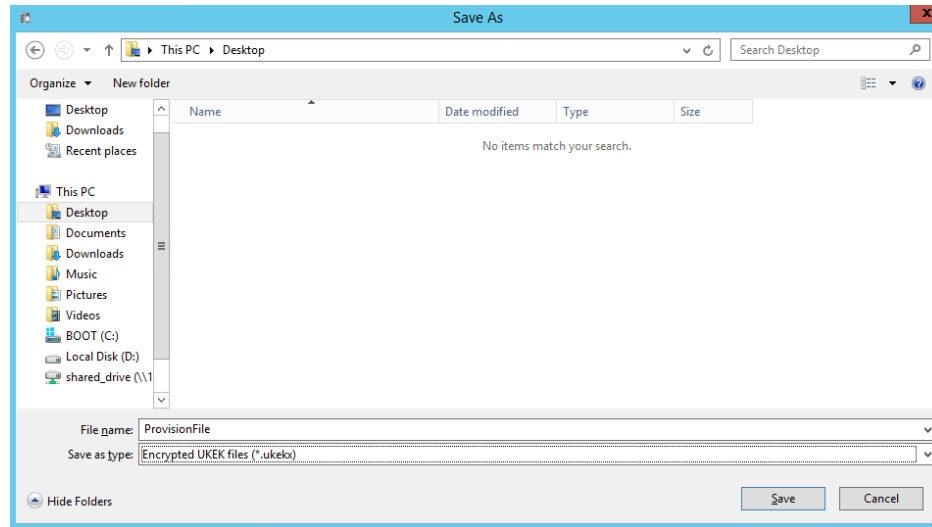 Save As
This PC Desktop
Search Desktop
Organize New folder
Name Date modified Type Size
No items match your search.
Desktop
Downloads
Recent places
This PC
Desktop
Documents
Downloads
Music
Pictures
Videos
BOOT (C:)
Local Disk (D:)
shared_drive (\\1
File name: ProvisionFile
Save as type: Encrypted UKEK files (*.ukekx)
Hide Folders Save Cancel